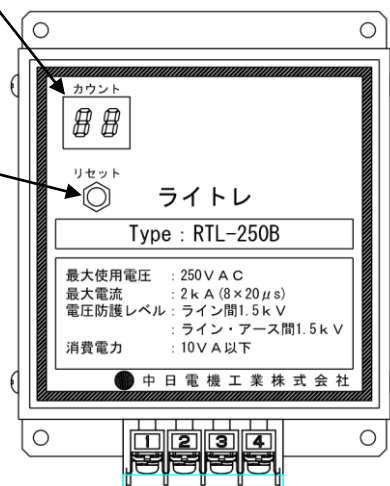 カウント
88
リセット
ライトレ
Type : RTL-250B
最大使用電圧 : 250VAC
最大電流 : 2kA(8×20μs)
電圧防護レベル : ライン間1.5kV
: ライン・アース間1.5kV
消費電力 : 10VA以下
中日電機工業株式会社
1 2 3 4